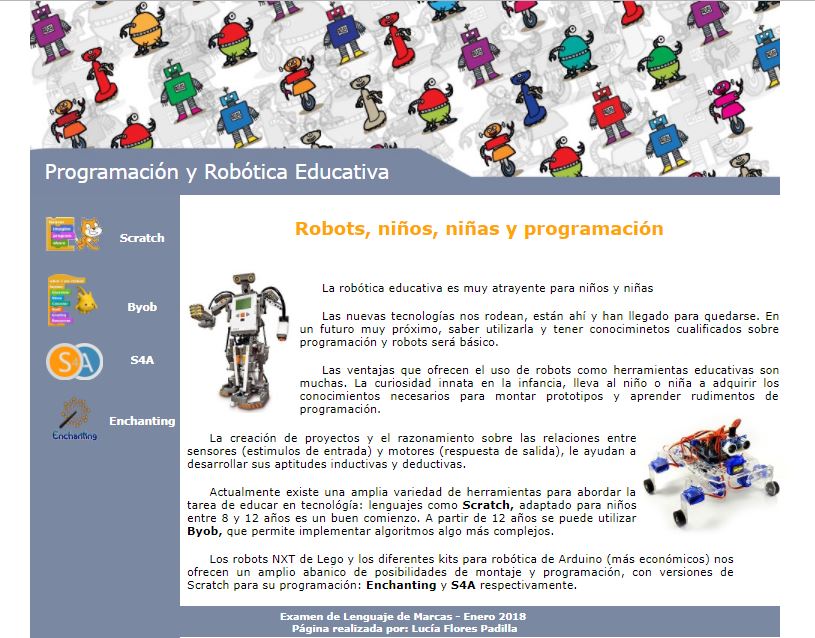 Programación y Robótica Educativa
Scratch
Byob
S4A
S4A
Enchanting
Enchanting
Robots, niños, niñas y programación
La robótica educativa es muy atrayente para niños y niñas
Las nuevas tecnologías nos rodean, están ahí y han llegado para quedarse. En
un futuro muy próximo, saber utilizarla y tener conociminetos cualificados sobre
programación y robots será básico.
Las ventajas que ofrecen el uso de robots como herramientas educativas son
muchas. La curiosidad innata en la infancia, lleva al niño o niña a adquirir los
conocimientos necesarios para montar prototipos y aprender rudimentos de
programación.
La creación de proyectos y el razonamiento sobre las relaciones entre
sensores (estimulos de entrada) y motores (respuesta de salida), le ayudan a
desarrollar sus aptitudes inductivas y deductivas.
Actualmente existe una amplia variedad de herramientas para abordar la
tarea de educar en tecnológía: lenguajes como Scratch, adaptado para niños
entre 8 y 12 años es un buen comienzo. A partir de 12 años se puede utilizar
Byob, que permite implementar algoritmos algo más complejos.
Los robots NXT de Lego y los diferentes kits para robótica de Arduino (más económicos) nos
ofrecen un amplio abanico de posibilidades de montaje y programación, con versiones de
Scratch para su programación: Enchanting y S4A respectivamente.
Examen de Lenguaje de Marcas - Enero 2018
Página realizada por: Lucía Flores Padilla